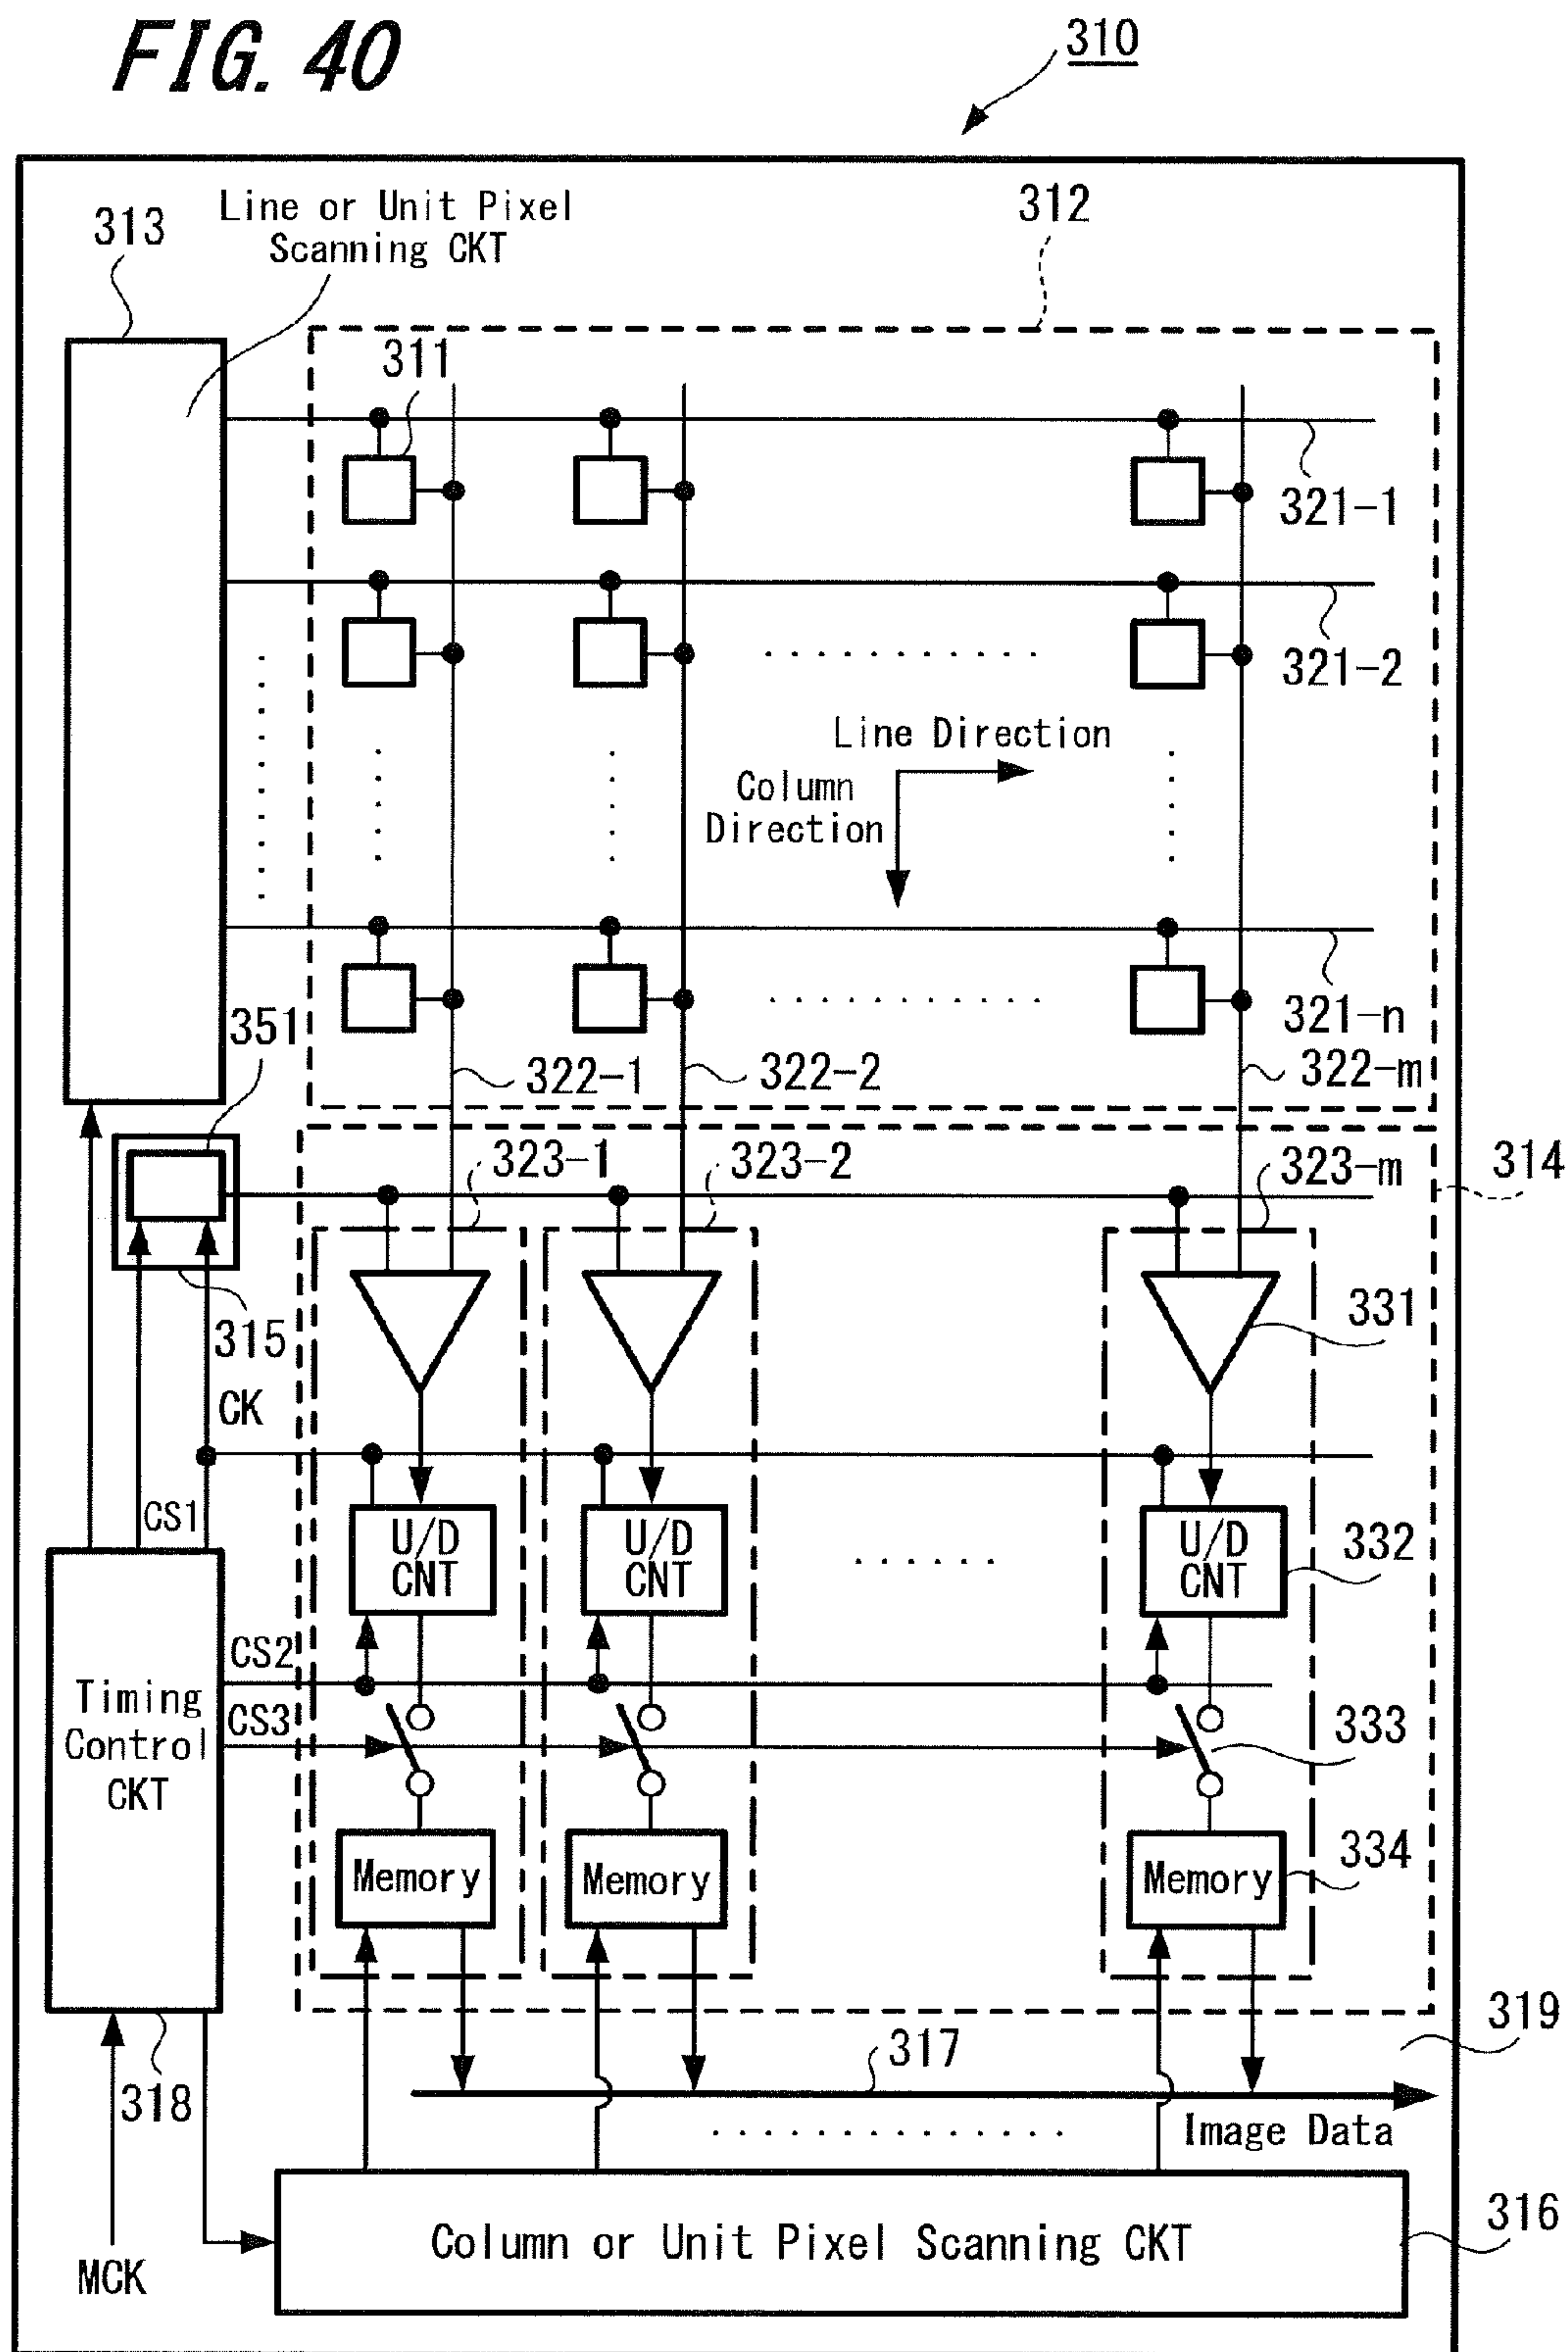 FIG. 40
310
Line or Unit Pixel
Scanning CKT
313
312
311
321-1
321-2
Line Direction
Column
Direction
321-n
351
322-1
322-2
322-m
323-1
323-2
323-m
314
315
331
CK
CS1
U/D
CNT
U/D
CNT
U/D
CNT
332
CS2
Timing
Control
CKT
CS3
333
Memory
Memory
Memory
334
319
317
318
Image Data
316
Column or Unit Pixel Scanning CKT
MCK